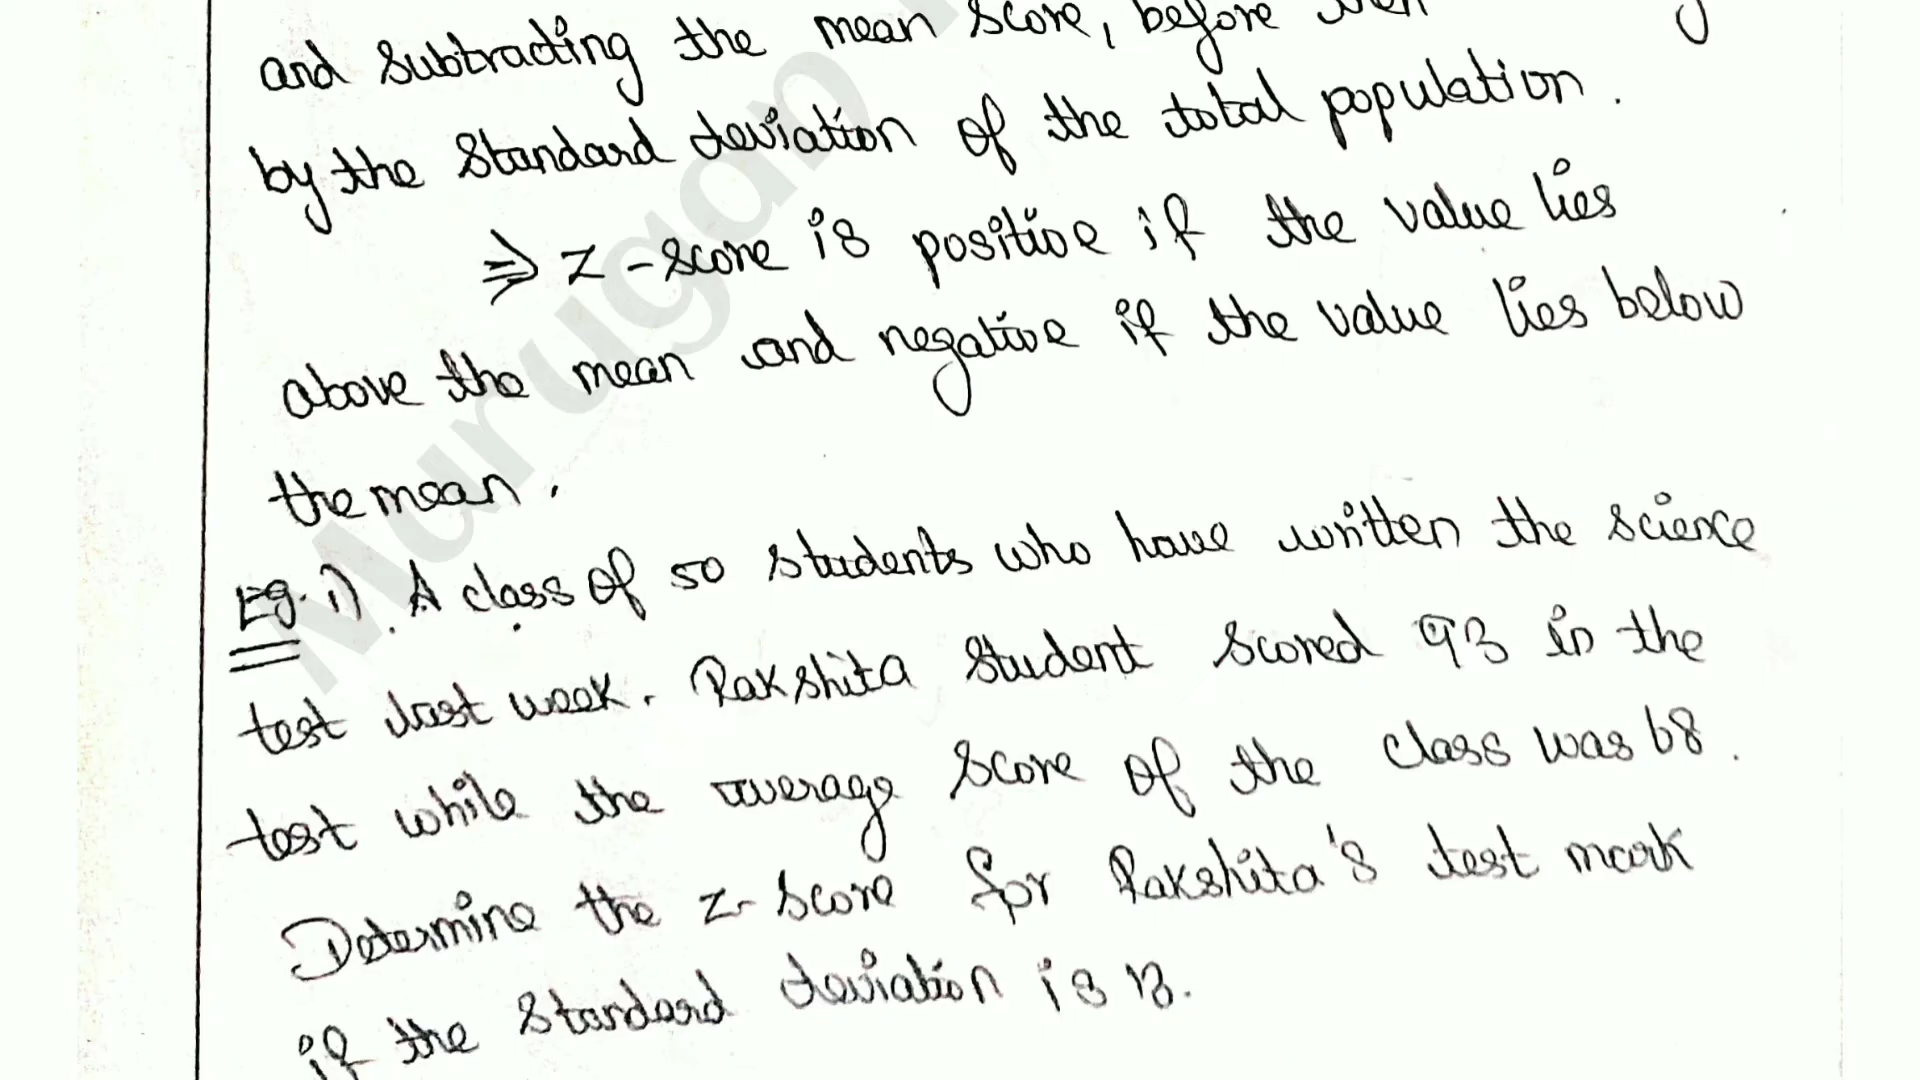 and subtracting the mean score, before
by the standard deviation of the total population.
⇒ z-score is positive if the value lies
above the mean and negative if the value lies below
the mean.
Eg. 1) A class of 50 students who have written the science
test last week. Rakshita student scored 93 in the
test while the average score of the class was 68.
Determine the z-score for Rakshita's test mark
if the standard deviation is 13.
Murugan